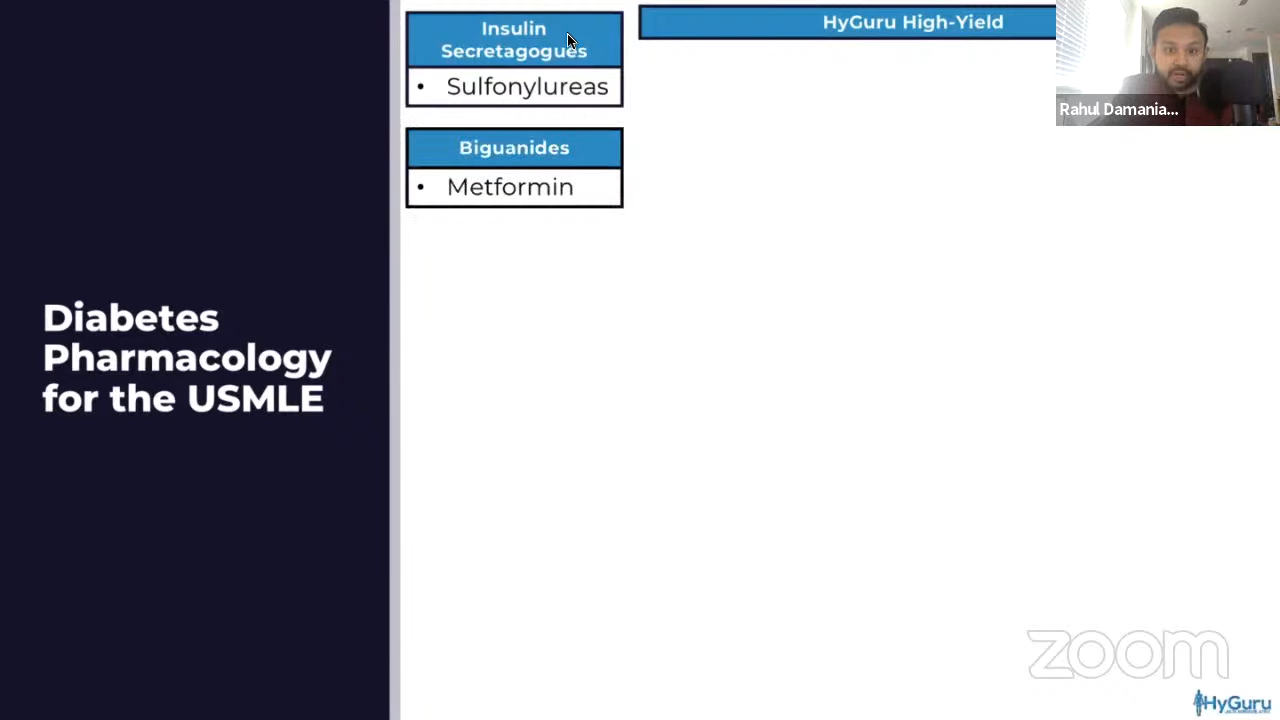 Insulin
Secretagogues
• Sulfonylureas
Biguanides
• Metformin
HyGuru High-Yield
Rahul Damania...
Diabetes
Pharmacology
for the USMLE
zoom
HyGuru